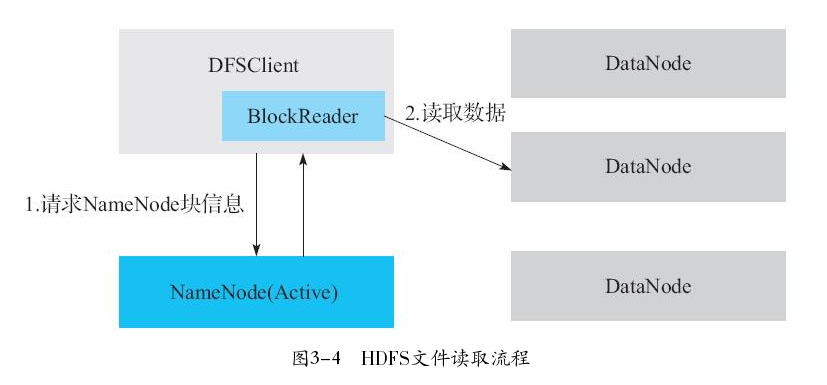 DFSClient
BlockReader
1.请求NameNode块信息
NameNode(Active)
2.读取数据
DataNode
DataNode
DataNode
图3-4 HDFS文件读取流程